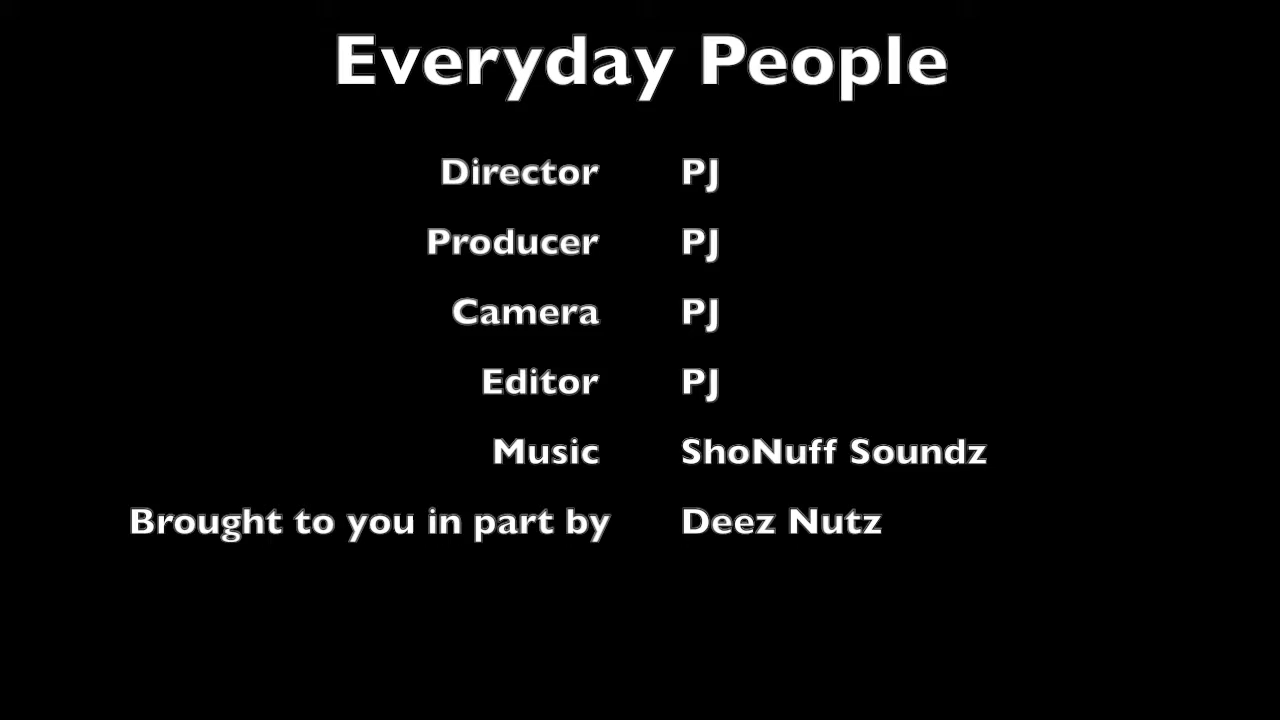 Everyday People
Director PJ
Producer PJ
Camera PJ
Editor PJ
Music ShoNuff Soundz
Brought to you in part by Deez Nutz